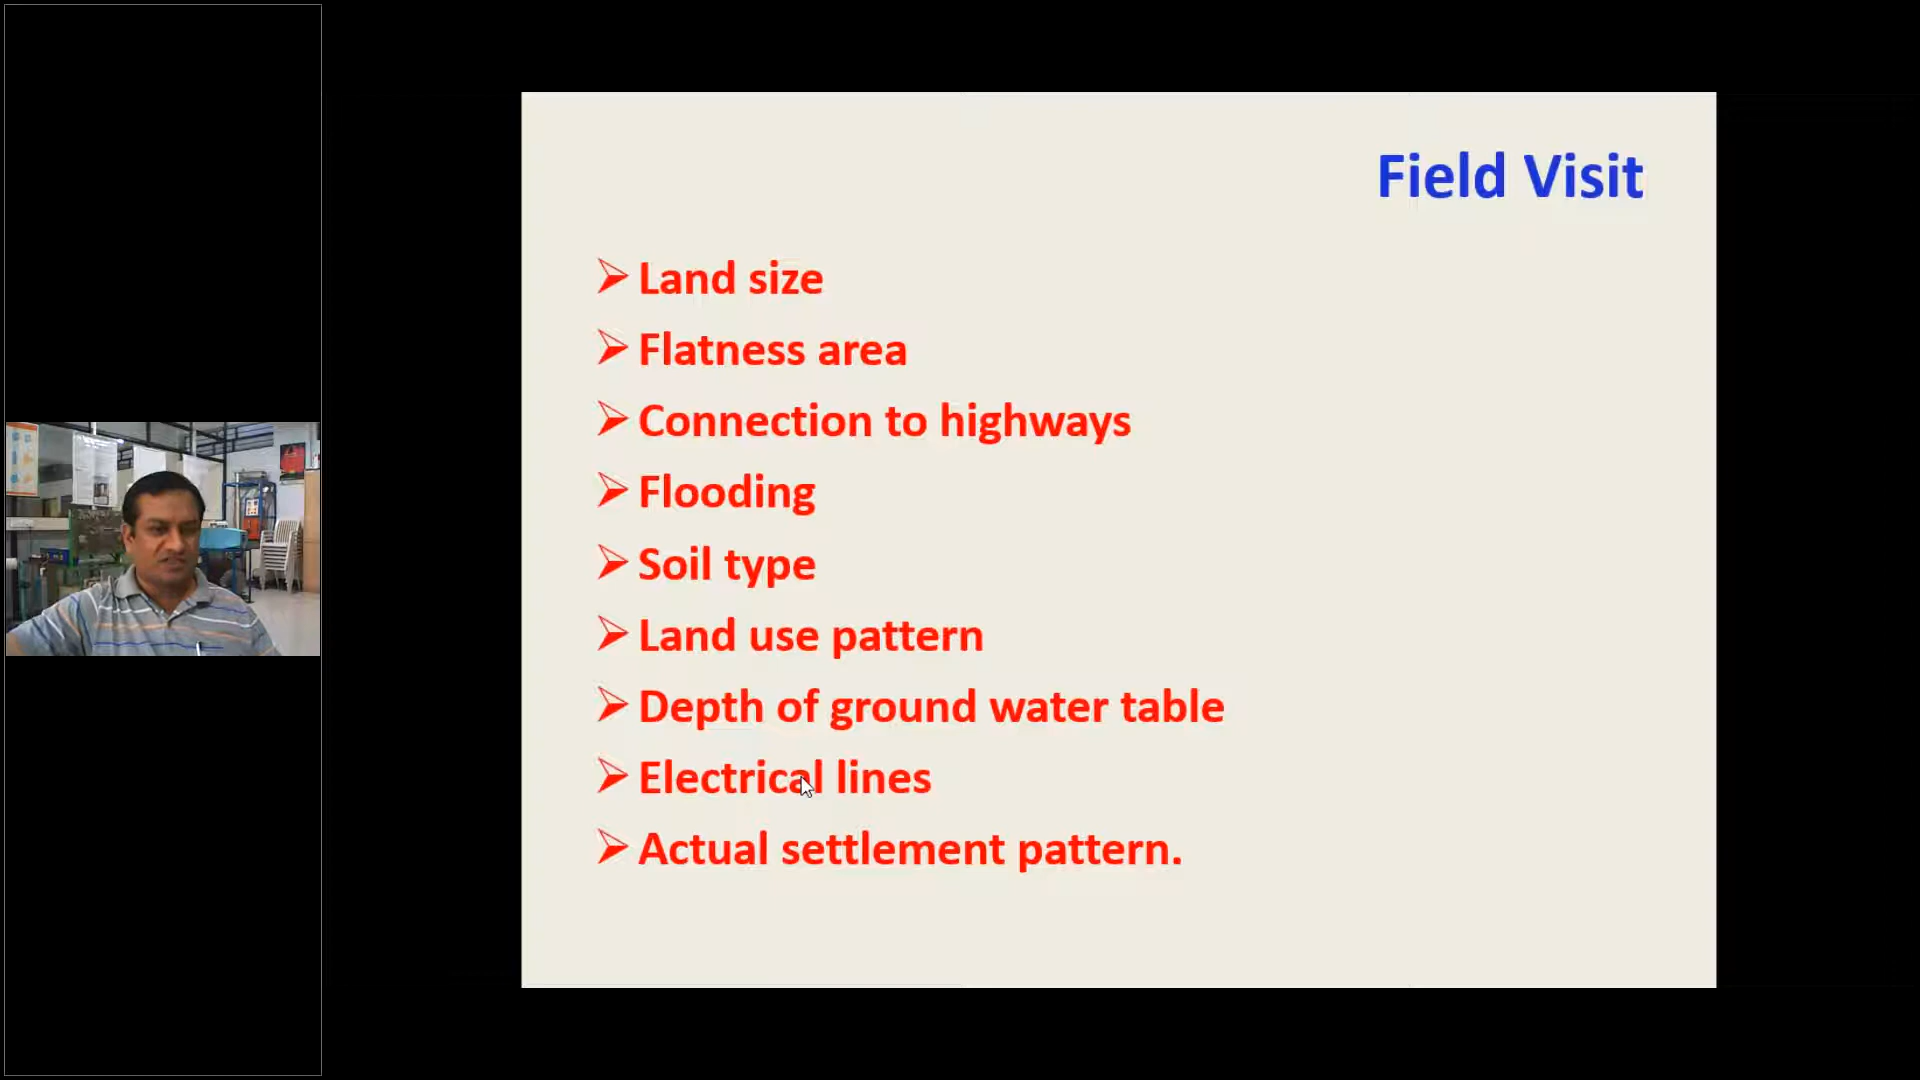 Field Visit
Land size
Flatness area
Connection to highways
Flooding
Soil type
Land use pattern
Depth of ground water table
Electrical lines
Actual settlement pattern.